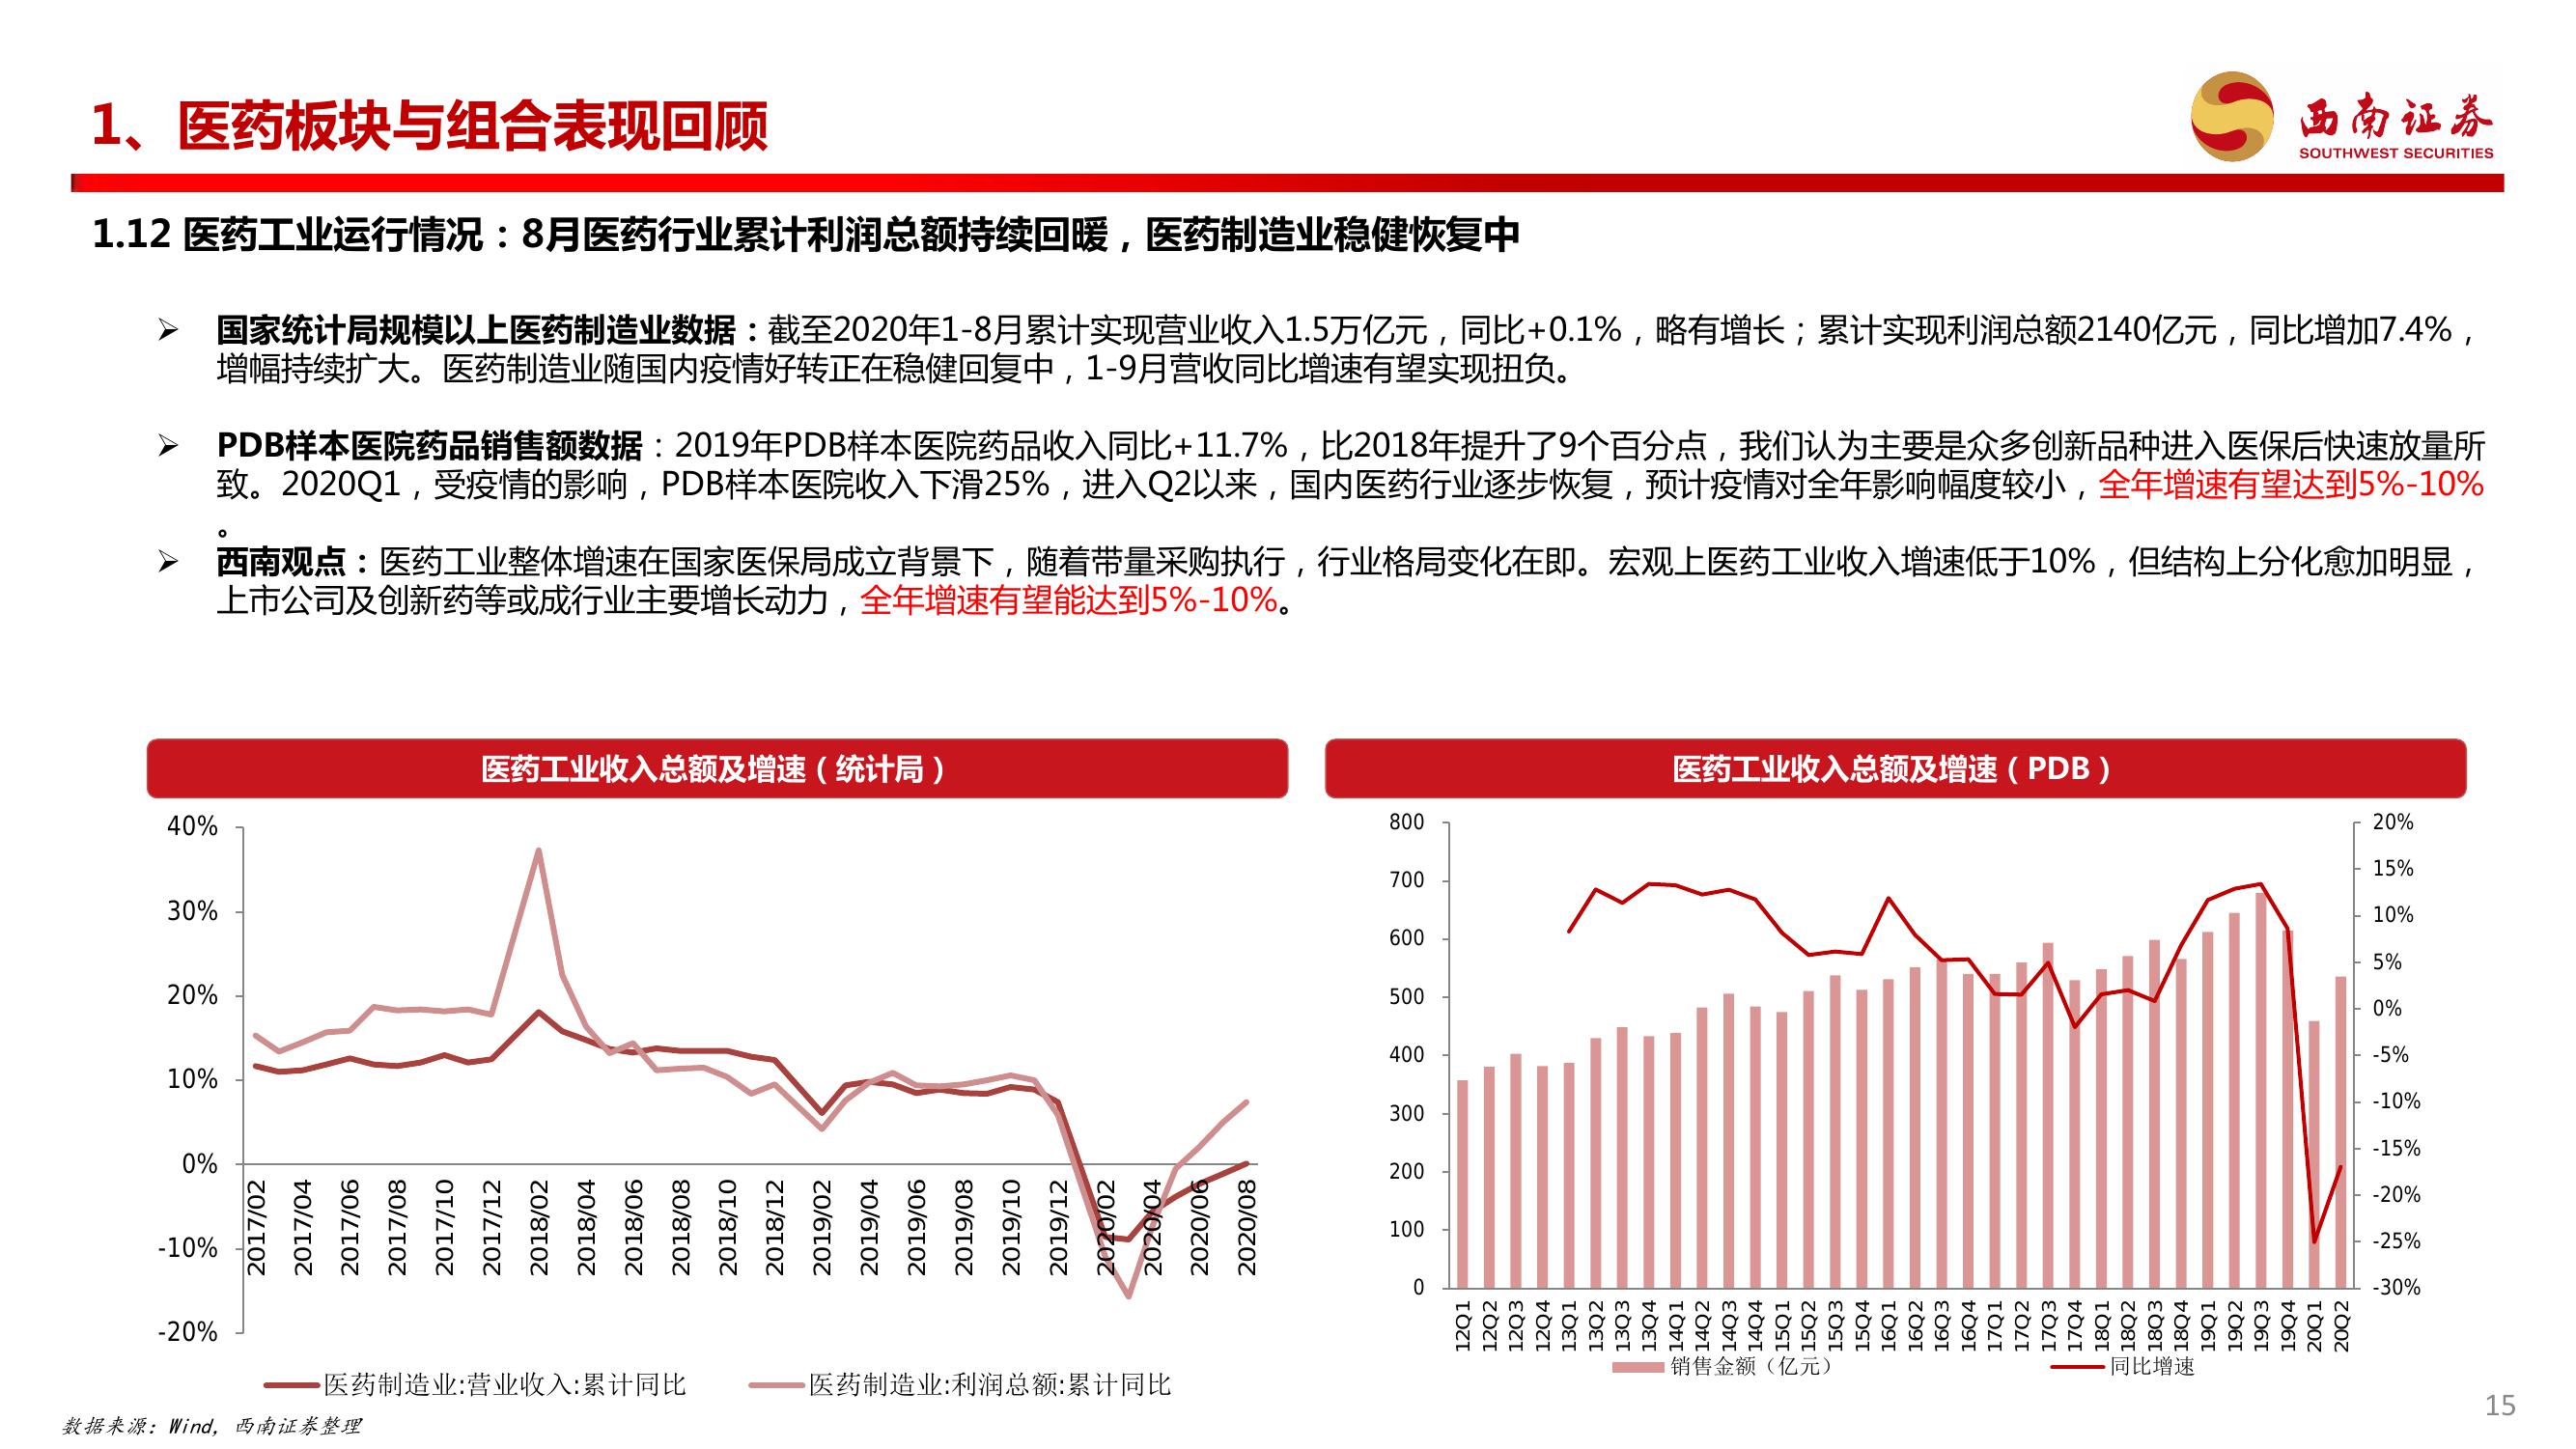 1、医药板块与组合表现回顾
西南证券
SOUTHWEST SECURITIES
1.12 医药工业运行情况：8月医药行业累计利润总额持续回暖，医药制造业稳健恢复中
➢ 国家统计局规模以上医药制造业数据：截至2020年1-8月累计实现营业收入1.5万亿元，同比+0.1%，略有增长；累计实现利润总额2140亿元，同比增加7.4%，
增幅持续扩大。医药制造业随国内疫情好转正在稳健回复中，1-9月营收同比增速有望实现扭负。
➢ PDB样本医院药品销售额数据：2019年PDB样本医院药品收入同比+11.7%，比2018年提升了9个百分点，我们认为主要是众多创新品种进入医保后快速放量所
致。2020Q1，受疫情的影响，PDB样本医院收入下滑25%，进入Q2以来，国内医药行业逐步恢复，预计疫情对全年影响幅度较小，全年增速有望达到5%-10%
。
➢ 西南观点：医药工业整体增速在国家医保局成立背景下，随着带量采购执行，行业格局变化在即。宏观上医药工业收入增速低于10%，但结构上分化愈加明显，
上市公司及创新药等或成行业主要增长动力，全年增速有望能达到5%-10%。
医药工业收入总额及增速（统计局）
40%
30%
20%
10%
0%
-10%
-20%
2017/02
2017/04
2017/06
2017/08
2017/10
2017/12
2018/02
2018/04
2018/06
2018/08
2018/10
2018/12
2019/02
2019/04
2019/06
2019/08
2019/10
2019/12
2020/02
2020/04
2020/06
2020/08
医药制造业:营业收入:累计同比
医药制造业:利润总额:累计同比
医药工业收入总额及增速（PDB）
800
700
600
500
400
300
200
100
0
20%
15%
10%
5%
0%
-5%
-10%
-15%
-20%
-25%
-30%
12Q1
12Q2
12Q3
12Q4
13Q1
13Q2
13Q3
13Q4
14Q1
14Q2
14Q3
14Q4
15Q1
15Q2
15Q3
15Q4
16Q1
16Q2
16Q3
16Q4
17Q1
17Q2
17Q3
17Q4
18Q1
18Q2
18Q3
18Q4
19Q1
19Q2
19Q3
19Q4
20Q1
20Q2
销售金额（亿元）
同比增速
数据来源：Wind，西南证券整理
15